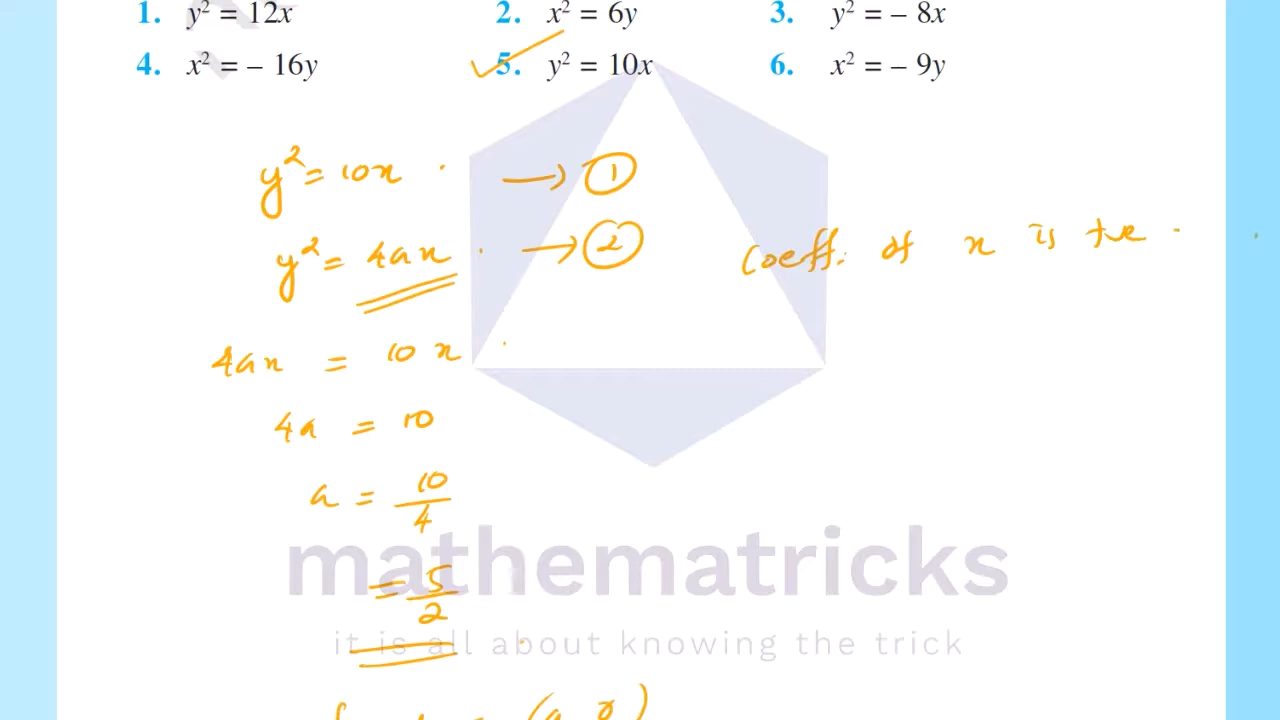 1. y² = 12x 2. x² = 6y 3. y² = – 8x
4. x² = – 16y 5. y² = 10x 6. x² = – 9y
y² = 10x → ①
y² = 4ax → ② Coeff. of x is +ve
4ax = 10x
4a = 10
a = 10/4
= 5/2
mathematricks
it is all about knowing the trick